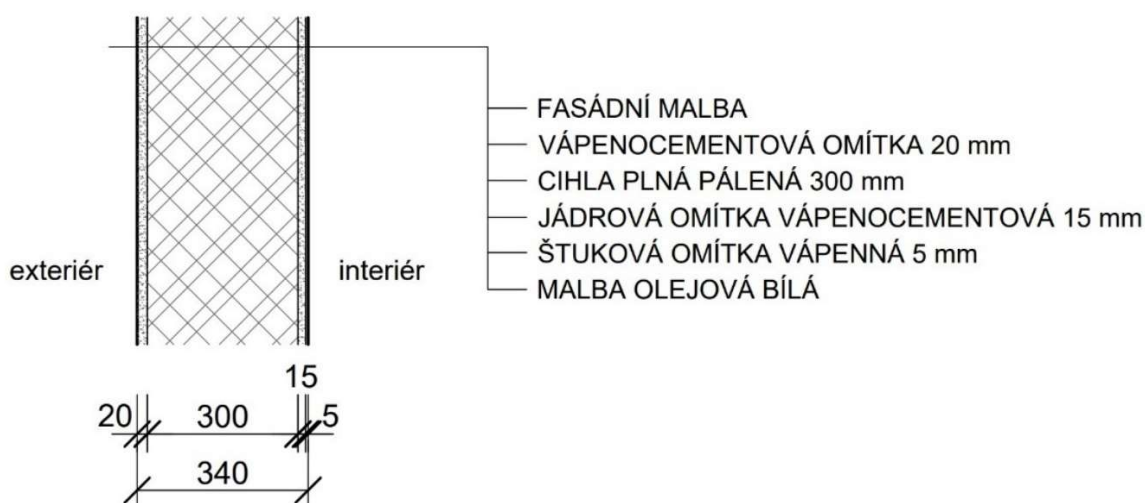 FASÁDNÍ MALBA
VÁPENOCEMENTOVÁ OMÍTKA 20 mm
CIHLA PLNÁ PÁLENÁ 300 mm
JÁDROVÁ OMÍTKA VÁPENOCEMENTOVÁ 15 mm
ŠTUKOVÁ OMÍTKA VÁPENNÁ 5 mm
MALBA OLEJOVÁ BÍLÁ
exteriér
interiér
15
20 300 5
340